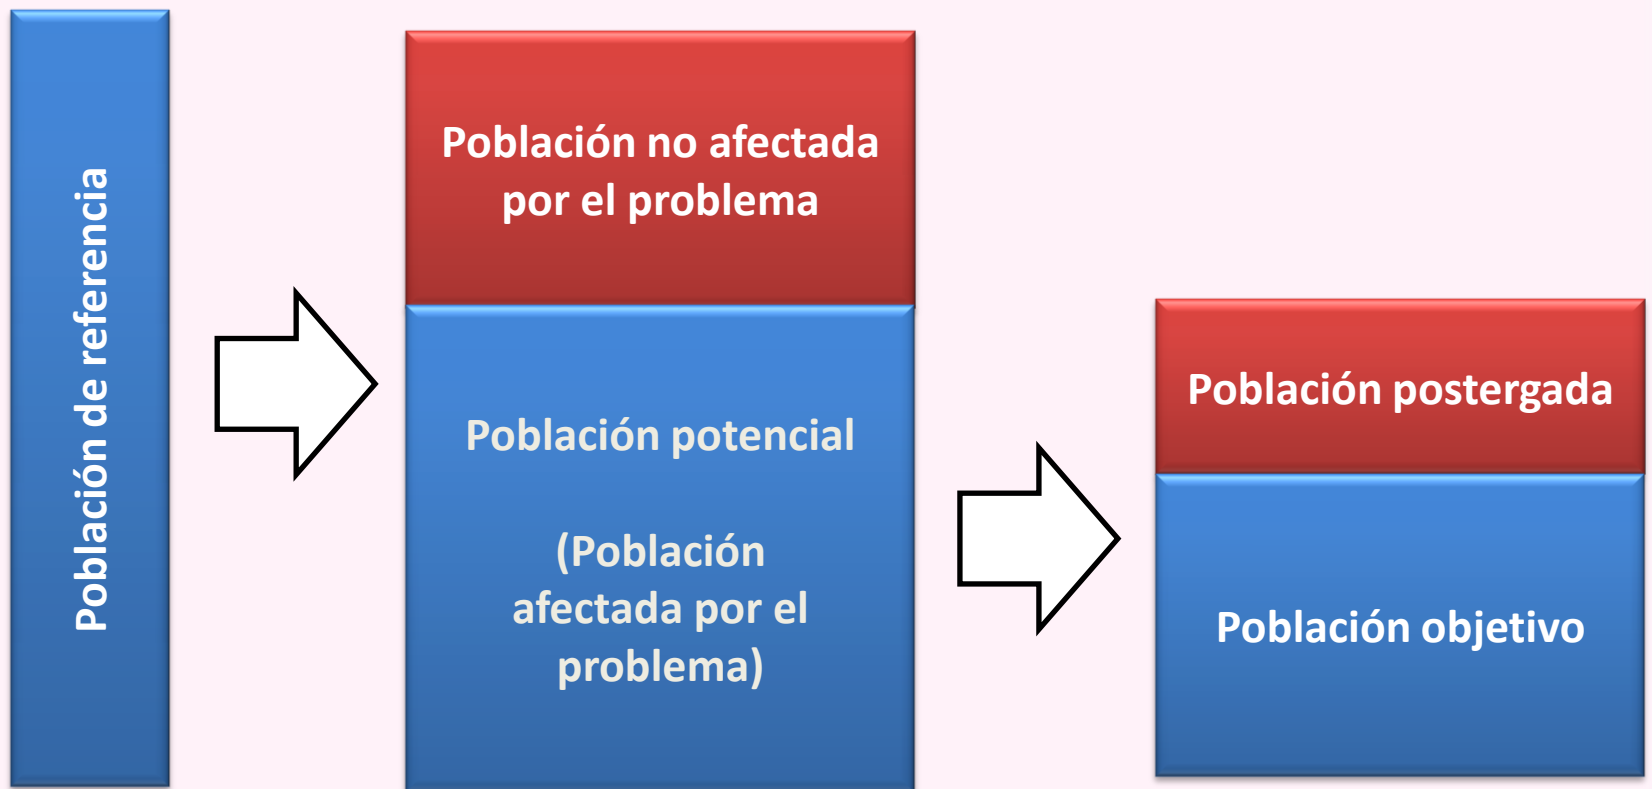 Población de referencia
Población no afectada
por el problema
Población potencial
(Población
afectada por el
problema)
Población postergada
Población objetivo